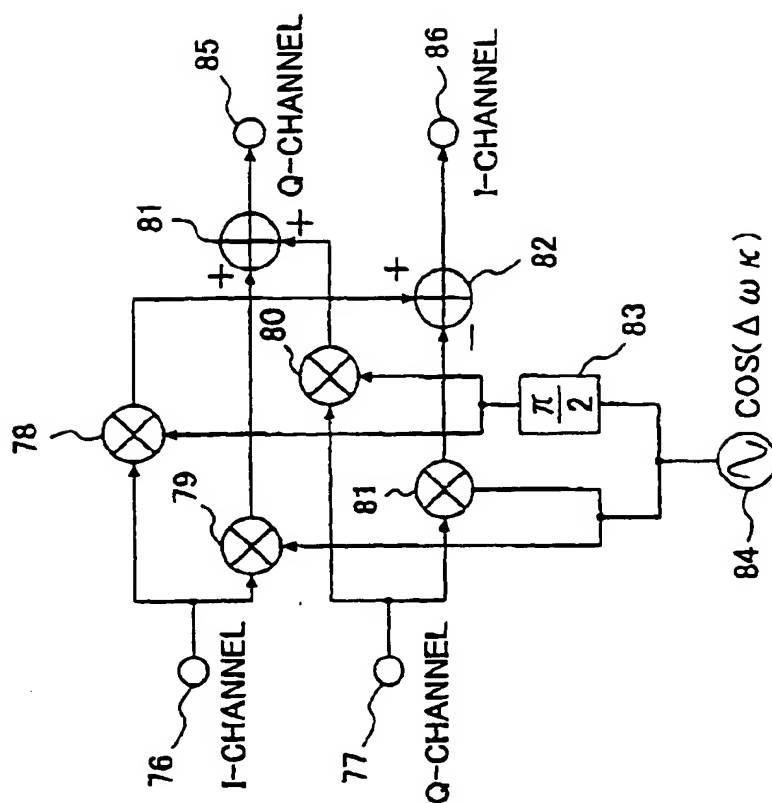 78
79
81
85
Q-CHANNEL
+
+
76
I-CHANNEL
80
77
Q-CHANNEL
81
+
-
82
86
I-CHANNEL
π
2
83
84
COS(Δωκ)